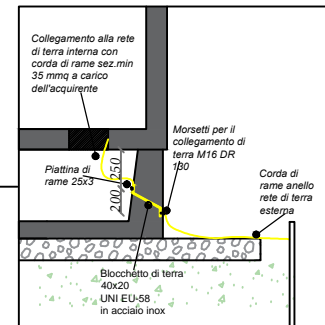 Collegamento alla rete
di terra interna con
corda di rame sez.min
35 mmq a carico
dell'acquirente
Morsetti per il
collegamento di
terra M16 DR
130
Piattina di
rame 25x3
200÷250
Corda di
rame anello
rete di terra
esterna
Blocchetto di terra
40x20
UNI EU-58
in acciaio inox